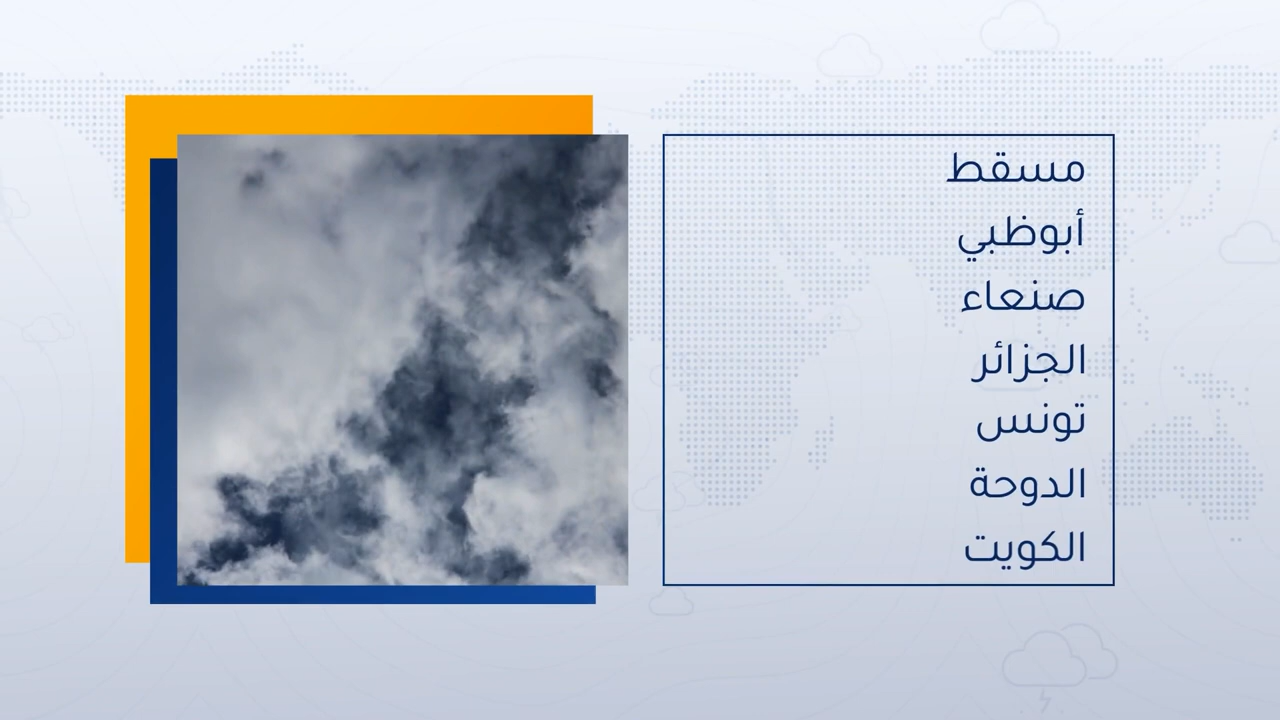 مسقط
أبوظبي
صنعاء
الجزائر
تونس
الدوحة
الكويت